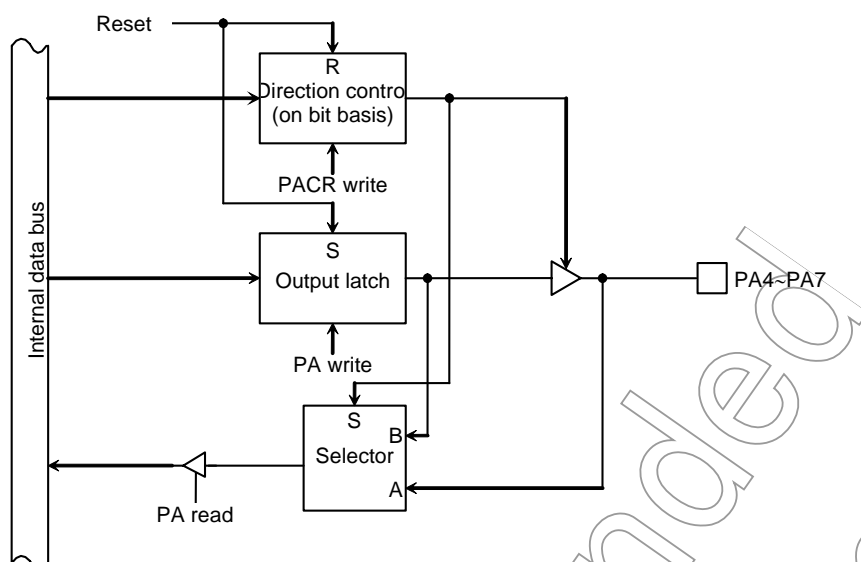 Reset
R
Direction contro
(on bit basis)
PACR write
Internal data bus
S
Output latch
PA4~PA7
PA write
S
B
Selector
A
PA read
nded